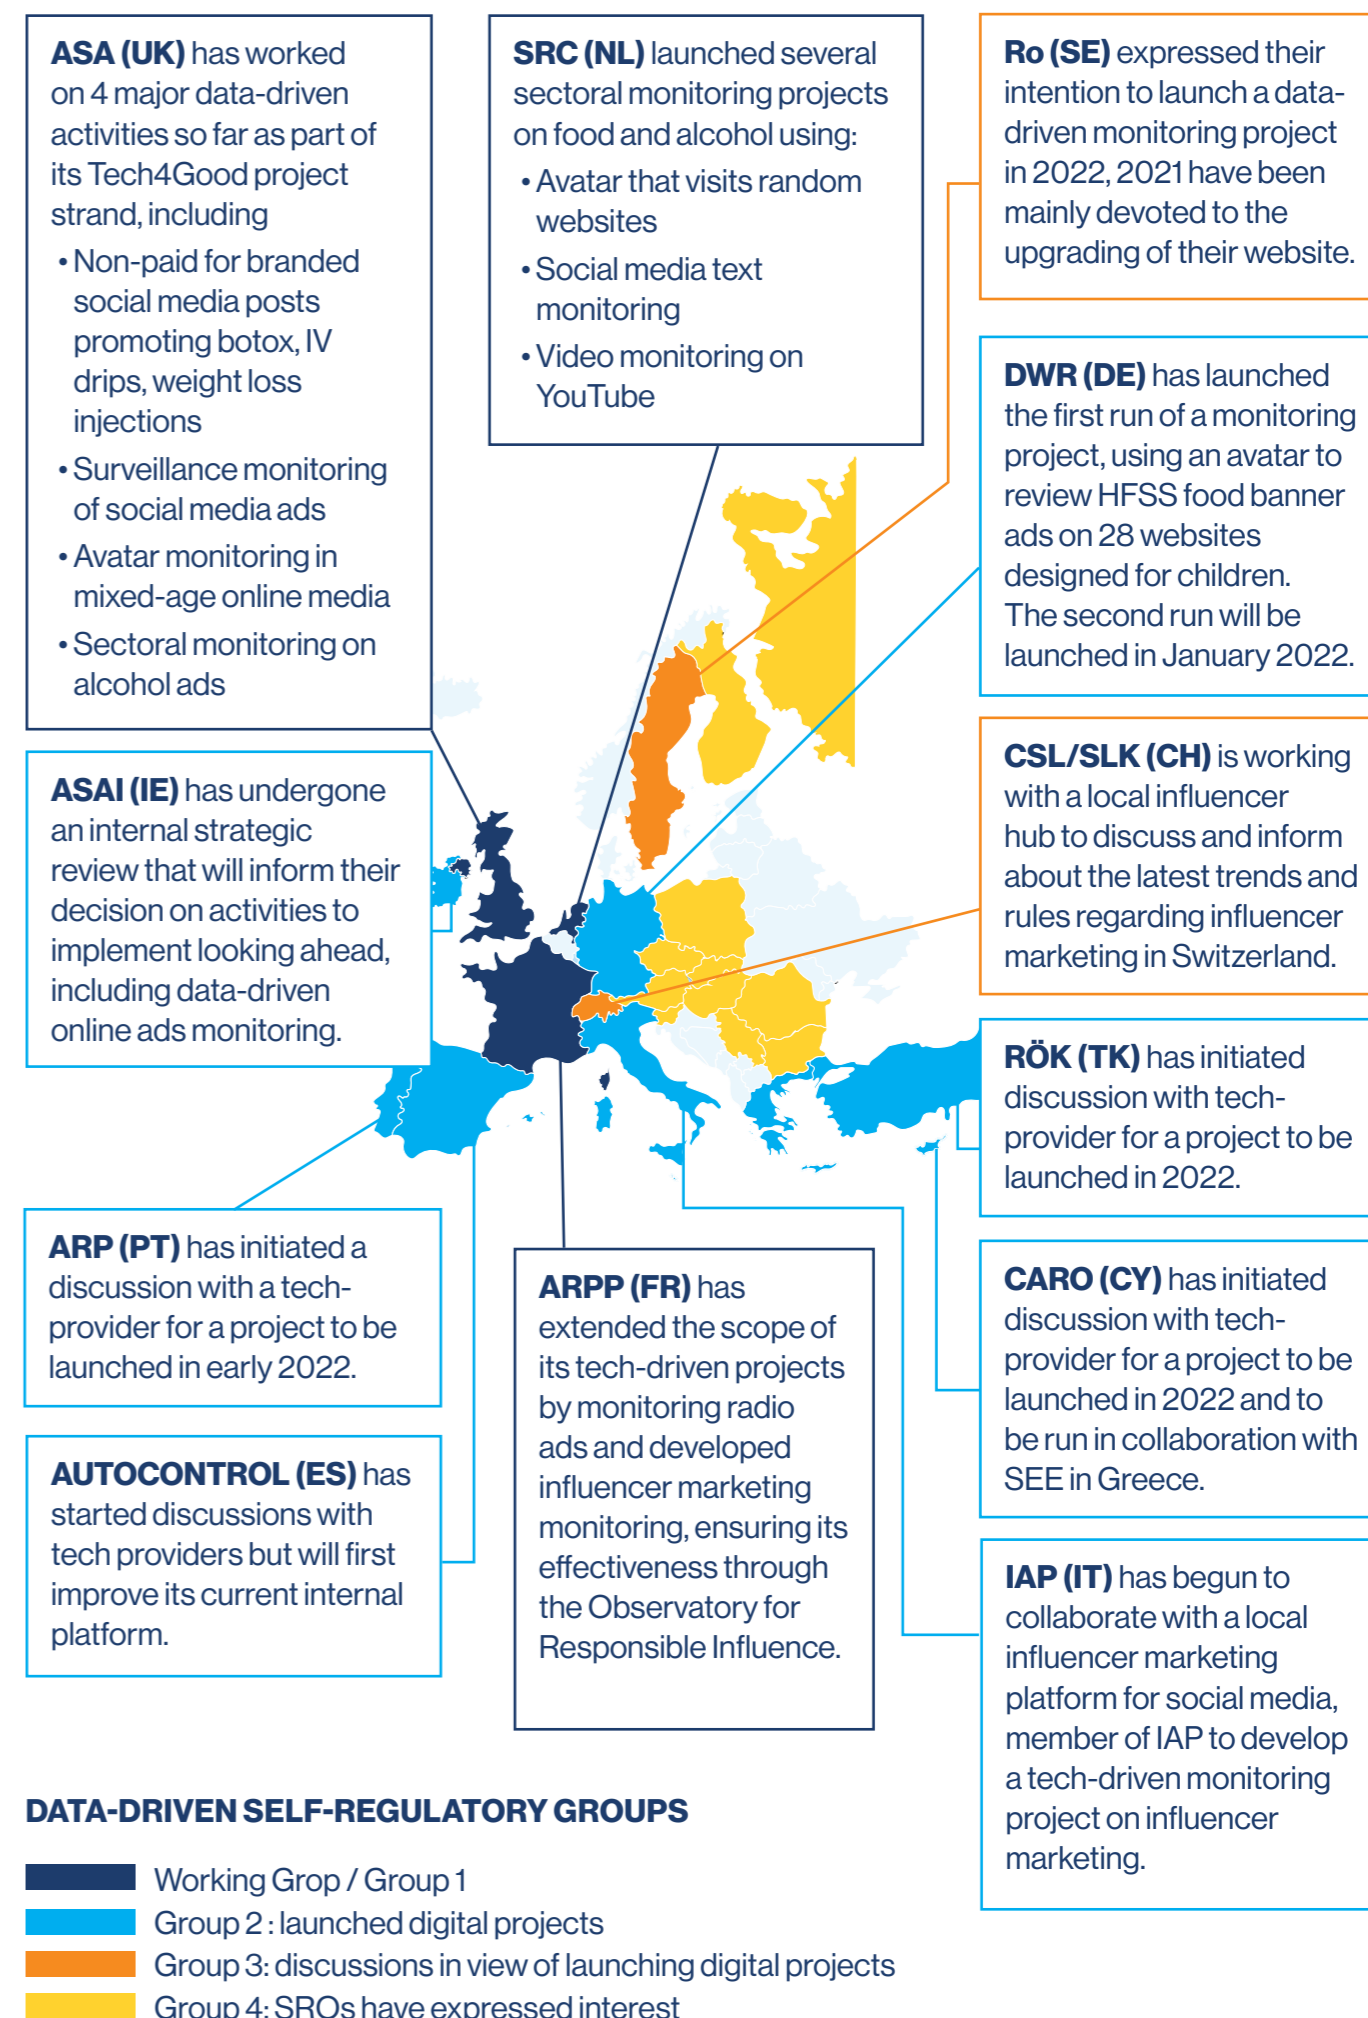 ASA (UK) has worked
on 4 major data-driven
activities so far as part of
its Tech4Good project
strand, including
• Non-paid for branded
social media posts
promoting botox, IV
drips, weight loss
injections
• Surveillance monitoring
of social media ads
• Avatar monitoring in
mixed-age online media
• Sectoral monitoring on
alcohol ads
SRC (NL) launched several
sectoral monitoring projects
on food and alcohol using:
• Avatar that visits random
websites
• Social media text
monitoring
• Video monitoring on
YouTube
Ro (SE) expressed their
intention to launch a data-
driven monitoring project
in 2022, 2021 have been
mainly devoted to the
upgrading of their website.
DWR (DE) has launched
the first run of a monitoring
project, using an avatar to
review HFSS food banner
ads on 28 websites
designed for children.
The second run will be
launched in January 2022.
ASAI (IE) has undergone
an internal strategic
review that will inform their
decision on activities to
implement looking ahead,
including data-driven
online ads monitoring.
CSL/SLK (CH) is working
with a local influencer
hub to discuss and inform
about the latest trends and
rules regarding influencer
marketing in Switzerland.
RÖK (TK) has initiated
discussion with tech-
provider for a project to be
launched in 2022.
ARP (PT) has initiated a
discussion with a tech-
provider for a project to be
launched in early 2022.
ARPP (FR) has
extended the scope of
its tech-driven projects
by monitoring radio
ads and developed
influencer marketing
monitoring, ensuring its
effectiveness through
the Observatory for
Responsible Influence.
CARO (CY) has initiated
discussion with tech-
provider for a project to be
launched in 2022 and to
be run in collaboration with
SEE in Greece.
AUTOCONTROL (ES) has
started discussions with
tech providers but will first
improve its current internal
platform.
IAP (IT) has begun to
collaborate with a local
influencer marketing
platform for social media,
member of IAP to develop
a tech-driven monitoring
project on influencer
marketing.
DATA-DRIVEN SELF-REGULATORY GROUPS
Working Grop / Group 1
Group 2 : launched digital projects
Group 3: discussions in view of launching digital projects
Group 4: SROs have expressed interest